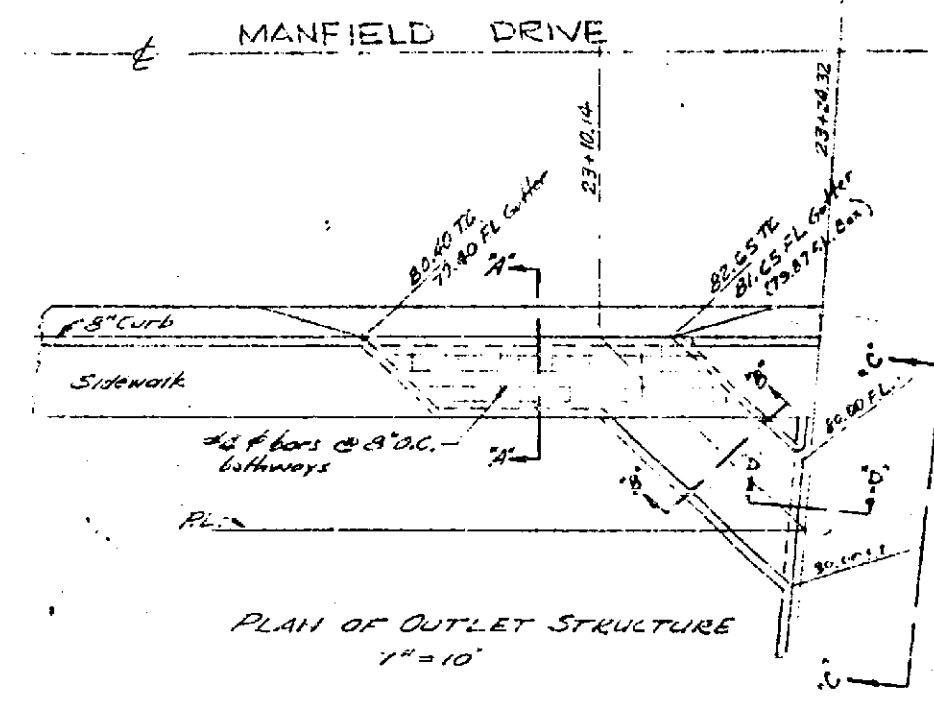 MANFIELD DRIVE
23+10.14
23+24.32
80.40 TC
79.40 FL Gutter
82.65 TC
81.65 FL Gutter
(79.87 F.L. Box)
"A"
8" Curb
"C"
Sidewalk
"B"
80.00 F.L.
#4 ∅ bars @ 8" O.C.
bothways
"A"
"B"
"D"
"D"
P.L.
PLAN OF OUTLET STRUCTURE
1" = 10'
"C"